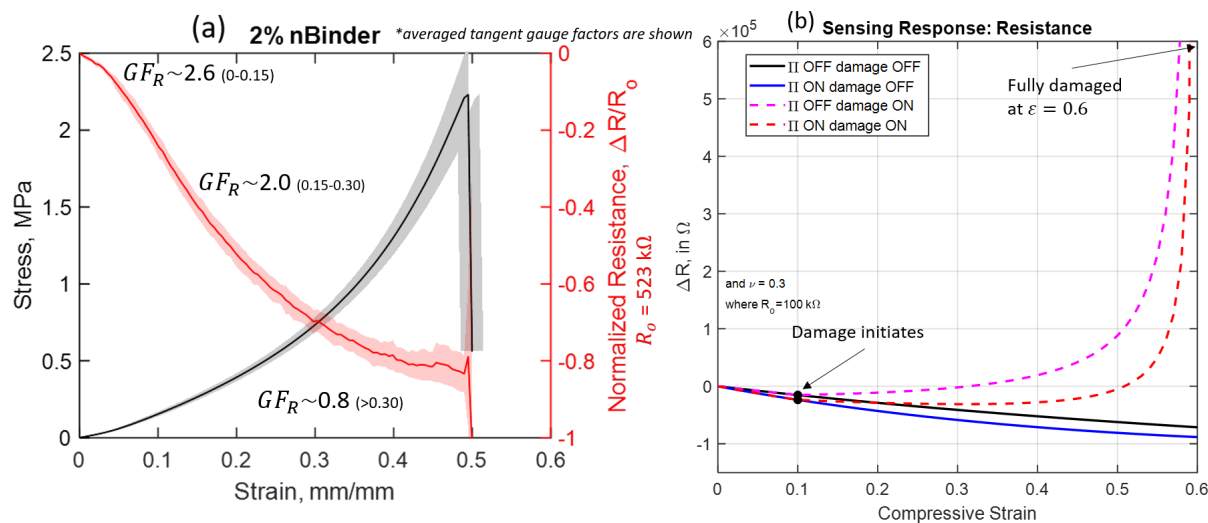 (a)
2% nBinder
*averaged tangent gauge factors are shown
2.5
2
1.5
1
0.5
0
Stress, MPa
GF_R~2.6 (0-0.15)
GF_R~2.0 (0.15-0.30)
GF_R~0.8 (>0.30)
0
-0.2
-0.4
-0.6
-0.8
-1
Normalized Resistance, ΔR/R_o
R_o = 523 kΩ
0 0.1 0.2 0.3 0.4 0.5 0.6
Strain, mm/mm
(b)
Sensing Response: Resistance
×10^5
6
5
4
3
2
1
0
-1
ΔR, in Ω
Π OFF damage OFF
Π ON damage OFF
Π OFF damage ON
Π ON damage ON
Fully damaged
at ε = 0.6
and ν = 0.3
where R_o=100 kΩ
Damage initiates
0 0.1 0.2 0.3 0.4 0.5 0.6
Compressive Strain